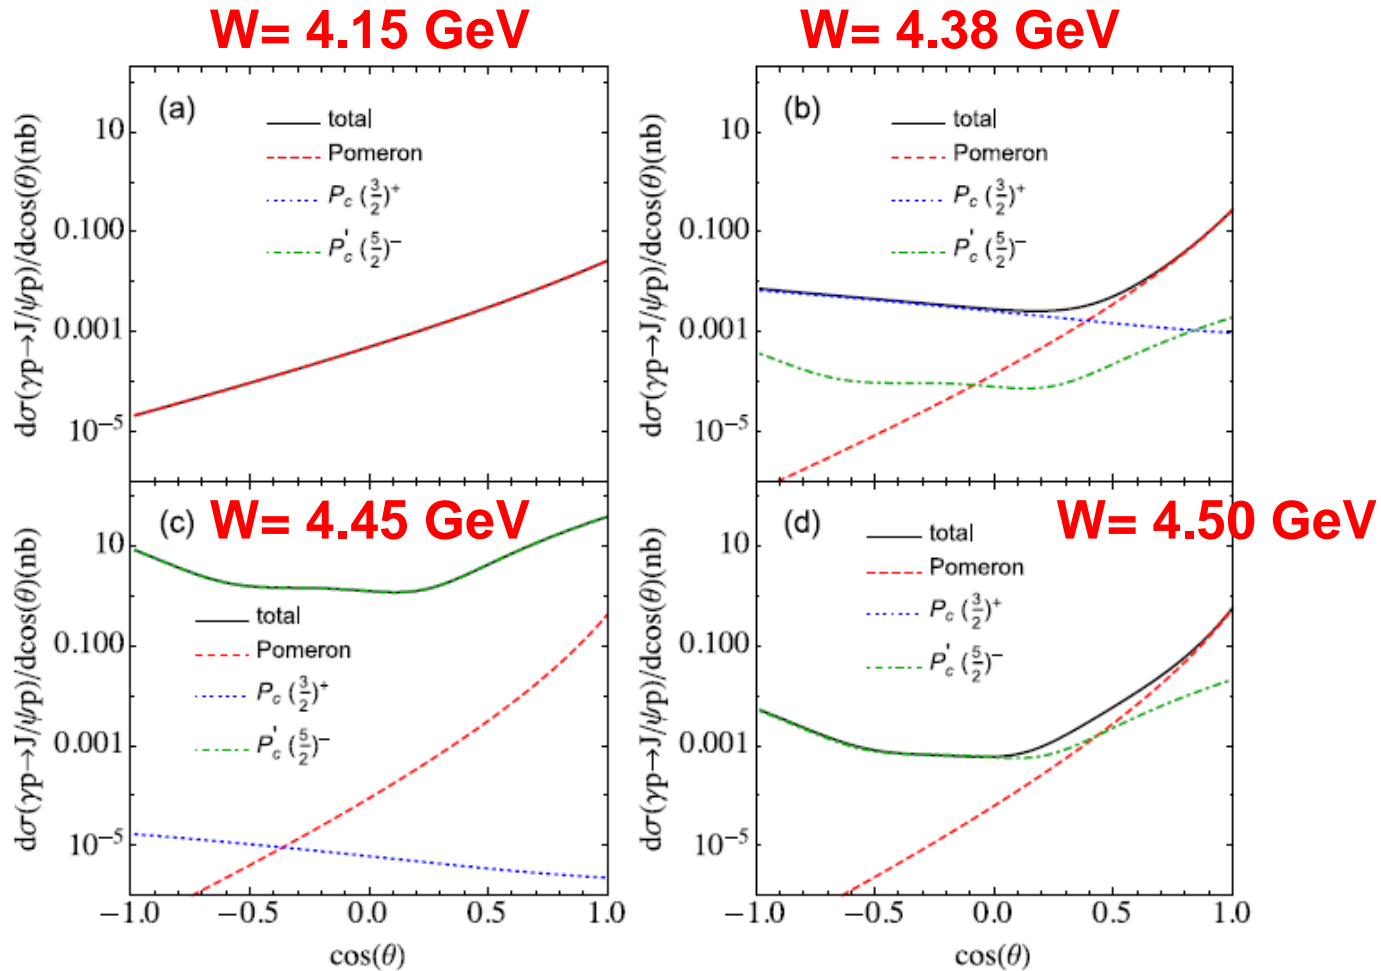 W= 4.15 GeV
W= 4.38 GeV
(a)
total
Pomeron
P_c (3/2)^+
P'_c (5/2)^-
10
0.100
0.001
10^-5
dσ(γp→J/ψp)/dcos(θ)(nb)
-1.0 -0.5 0.0 0.5 1.0
(b)
total
Pomeron
P_c (3/2)^+
P'_c (5/2)^-
10
0.100
0.001
10^-5
dσ(γp→J/ψp)/dcos(θ)(nb)
W= 4.45 GeV
W= 4.50 GeV
(c)
total
Pomeron
P_c (3/2)^+
P'_c (5/2)^-
10
0.100
0.001
10^-5
dσ(γp→J/ψp)/dcos(θ)(nb)
cos(θ)
(d)
total
Pomeron
P_c (3/2)^+
P'_c (5/2)^-
10
0.100
0.001
10^-5
dσ(γp→J/ψp)/dcos(θ)(nb)
−1.0 −0.5 0.0 0.5 1.0
cos(θ)